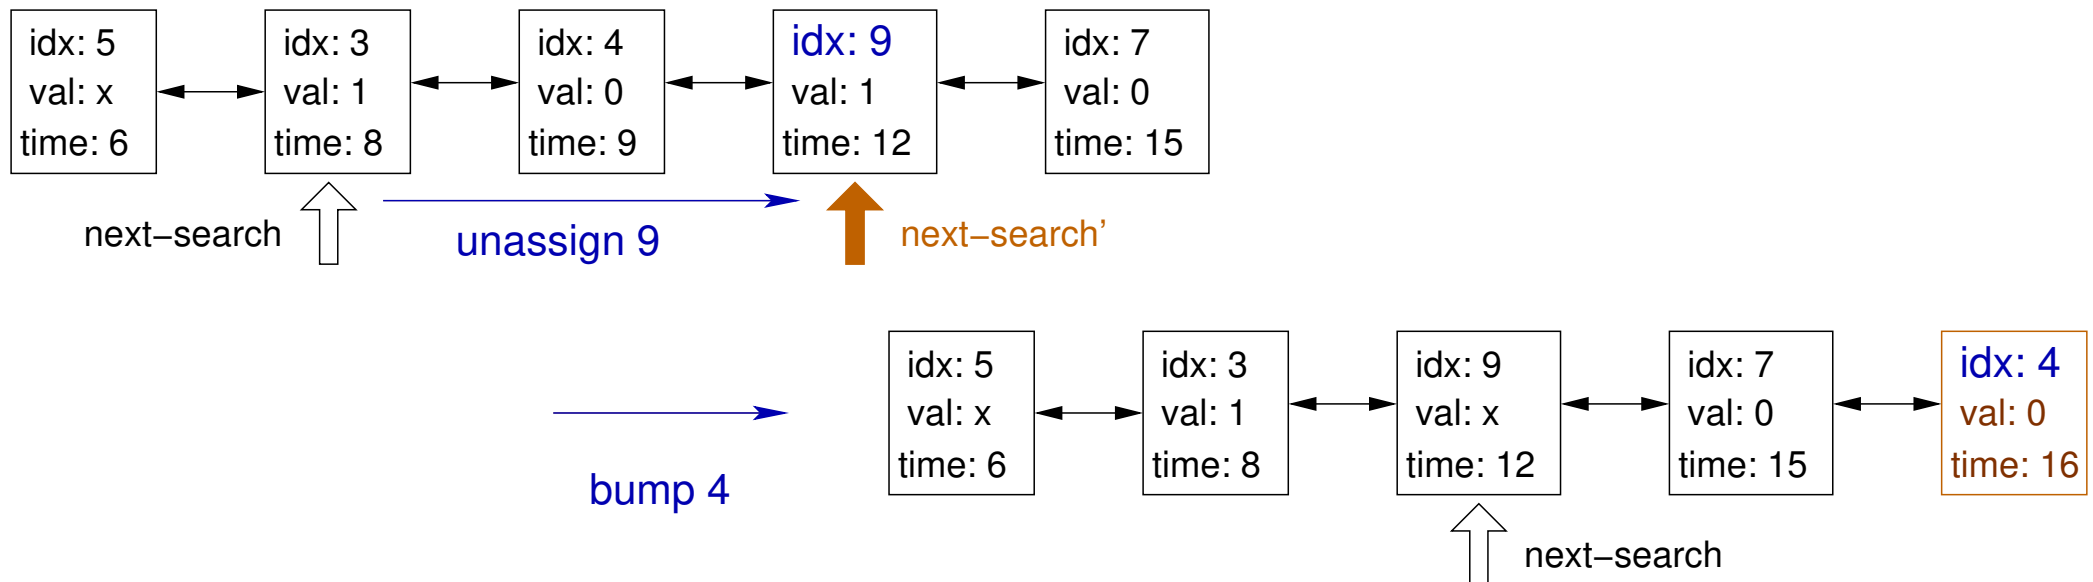 idx: 5
val: x
time: 6
idx: 3
val: 1
time: 8
idx: 4
val: 0
time: 9
idx: 9
val: 1
time: 12
idx: 7
val: 0
time: 15
next−search
unassign 9
next−search’
bump 4
idx: 5
val: x
time: 6
idx: 3
val: 1
time: 8
idx: 9
val: x
time: 12
idx: 7
val: 0
time: 15
idx: 4
val: 0
time: 16
next−search